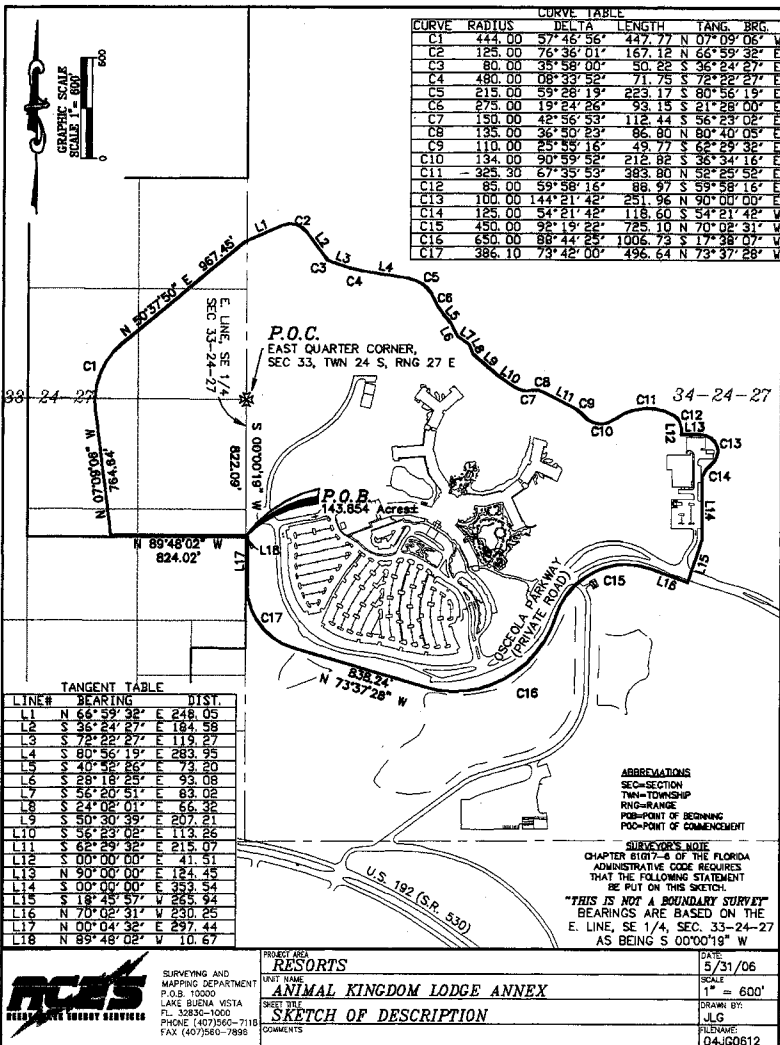 CURVE TABLE
CURVE RADIUS DELTA LENGTH TANG. BRG.
C1 444.00 57°46'56" 447.77 N 07°09'06" W
C2 125.00 76°36'01" 167.12 N 66°59'32" E
C3 80.00 35°58'00" 50.22 S 36°24'27" E
C4 480.00 08°33'52" 71.75 S 72°22'27" E
C5 215.00 59°28'19" 223.17 S 80°56'19" E
C6 275.00 19°24'26" 93.15 S 21°28'00" E
C7 150.00 42°56'53" 112.44 S 56°23'02" E
C8 135.00 36°50'23" 86.80 N 80°40'05" E
C9 110.00 25°55'16" 49.77 S 62°29'32" E
C10 134.00 90°59'52" 212.82 S 36°34'16" E
C11 325.30 67°35'53" 383.80 N 52°25'52" E
C12 85.00 59°58'16" 88.97 S 59°58'16" E
C13 100.00 144°21'42" 251.96 N 90°00'00" E
C14 125.00 54°21'42" 118.60 S 54°21'42" W
C15 450.00 92°19'22" 725.10 N 70°02'31" W
C16 650.00 88°44'25" 1006.73 S 17°38'07" W
C17 386.10 73°42'00" 496.64 N 73°37'28" W
GRAPHIC SCALE
SCALE 1" = 600'
0
600
L1
C2
L2
C3
L3
C4
L4
C5
C6
L5
L6
L7
L8
L9
L10
C7
C8
L11
C9
C10
C11
C12
L12
L13
C13
C14
L14
L15
L16
C15
C16
C17
L17
L18
C1
N 50°37'50" E 967.45'
E. LINE, SE 1/4,
SEC 33-24-27
P.O.C.
EAST QUARTER CORNER,
SEC 33, TWN 24 S, RNG 27 E
33-24-27
34-24-27
S 00°00'19" W
822.09'
N 07°09'06" W
764.84'
P.O.B.
143.854 Acres±
N 89°48'02" W
824.02'
838.24'
N 73°37'28" W
OSCEOLA PARKWAY
(PRIVATE ROAD)
U.S. 192 (S.R. 530)
TANGENT TABLE
LINE# BEARING DIST.
L1 N 66°59'32" E 248.05
L2 S 36°24'27" E 184.58
L3 S 72°22'27" E 119.27
L4 S 80°56'19" E 283.95
L5 S 40°52'26" E 73.20
L6 S 28°18'25" E 93.08
L7 S 56°20'51" E 83.02
L8 S 24°02'01" E 66.32
L9 S 50°30'39" E 207.21
L10 S 56°23'02" E 113.26
L11 S 62°29'32" E 215.07
L12 S 00°00'00" E 41.51
L13 N 90°00'00" E 124.45
L14 S 00°00'00" E 353.54
L15 S 18°45'57" W 265.94
L16 N 70°02'31" W 230.25
L17 N 00°04'32" E 297.44
L18 N 89°48'02" W 10.67
ABBREVIATIONS
SEC=SECTION
TWN=TOWNSHIP
RNG=RANGE
POB=POINT OF BEGINNING
POC=POINT OF COMMENCEMENT
SURVEYOR'S NOTE
CHAPTER 61G17-6 OF THE FLORIDA
ADMINISTRATIVE CODE REQUIRES
THAT THE FOLLOWING STATEMENT
BE PUT ON THIS SKETCH.
"THIS IS NOT A BOUNDARY SURVEY"
BEARINGS ARE BASED ON THE
E. LINE, SE 1/4, SEC. 33-24-27
AS BEING S 00°00'19" W
RCES
REEDY CREEK ENERGY SERVICES
SURVEYING AND
MAPPING DEPARTMENT
P.O.B. 10000
LAKE BUENA VISTA
FL. 32830-1000
PHONE (407)560-7118
FAX (407)560-7898
PROJECT AREA
RESORTS
UNIT NAME
ANIMAL KINGDOM LODGE ANNEX
SHEET TITLE
SKETCH OF DESCRIPTION
COMMENTS
DATE:
5/31/06
SCALE
1" = 600'
DRAWN BY:
JLG
FILENAME:
04JG0612